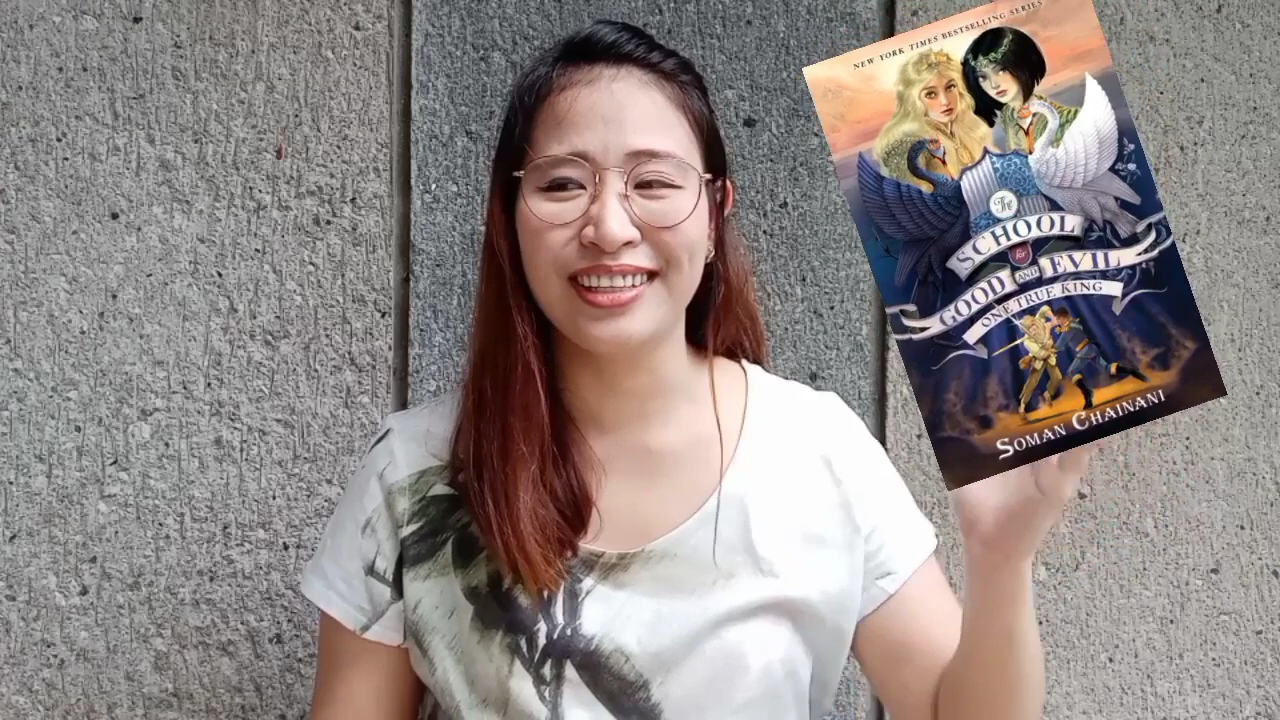 NEW YORK TIMES BESTSELLING SERIES
The
SCHOOL
for
GOOD AND EVIL
ONE TRUE KING
SOMAN CHAINANI